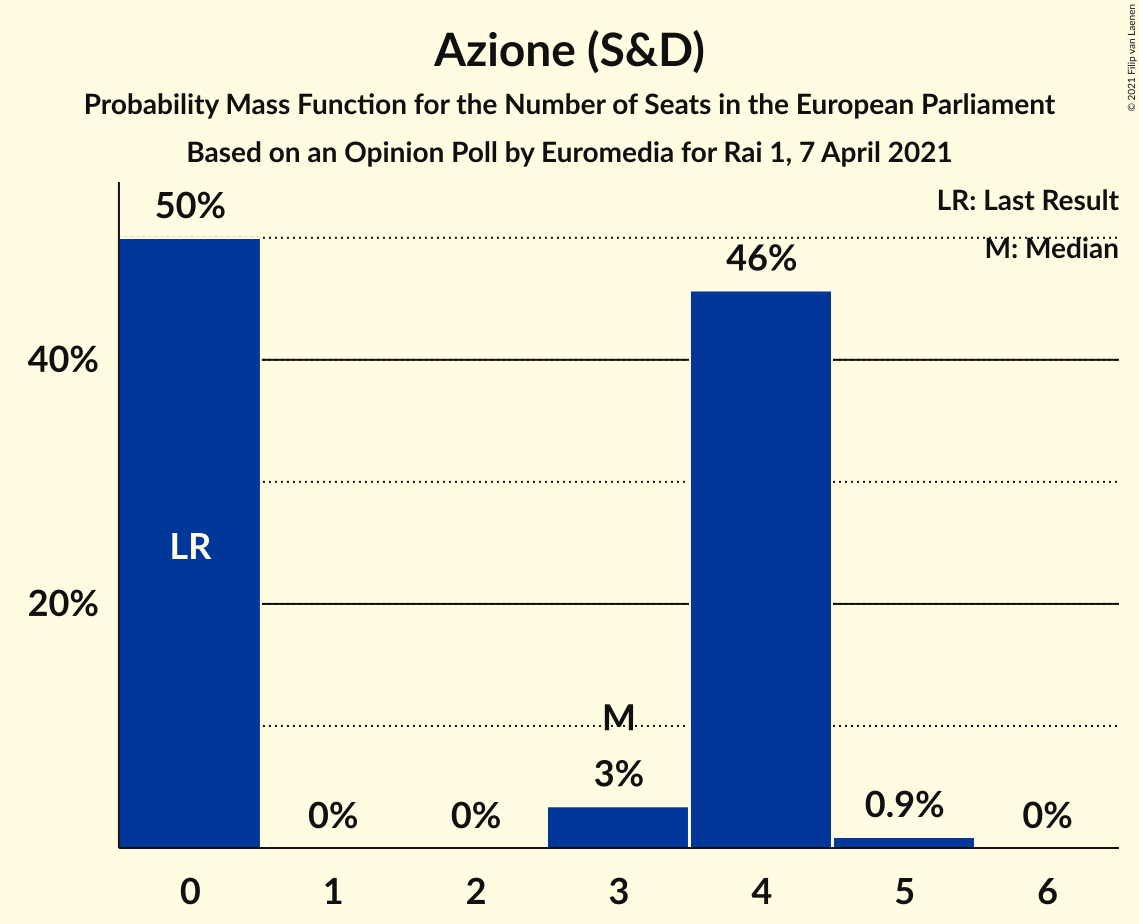 Azione (S&D)
Probability Mass Function for the Number of Seats in the European Parliament
Based on an Opinion Poll by Euromedia for Rai 1, 7 April 2021
© 2021 Filip van Laenen
LR: Last Result
M: Median
50%
46%
40%
LR
20%
M
3%
0%
0%
0.9%
0%
0
1
2
3
4
5
6